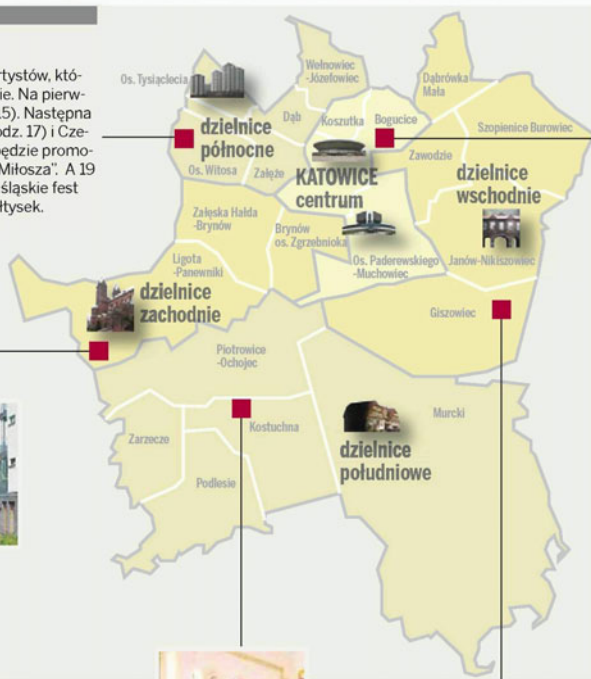 tystów, któ-
ie. Na pierw-
15). Następna
odz. 17) i Cze-
ędzie promo-
Miłosza". A 19
śląskie fest
łtysek.
Os. Tysiąclecia
Wełnowiec
-Józefowiec
Dąbrówka
Mała
Dąb
Koszutka
Bogucice
Szopienice Burowiec
dzielnice
północne
Os. Witosa
Załęże
Zawodzie
KATOWICE
centrum
dzielnice
wschodnie
Załęska Hałda
-Brynów
Brynów
os. Zgrzebnioka
Ligota
-Panewniki
Os. Paderewskiego
-Muchowiec
Janów-Nikiszowiec
dzielnice
zachodnie
Giszowiec
Piotrowice
-Ochojec
Zarzecze
Kostuchna
Murcki
dzielnice
południowe
Podlesie